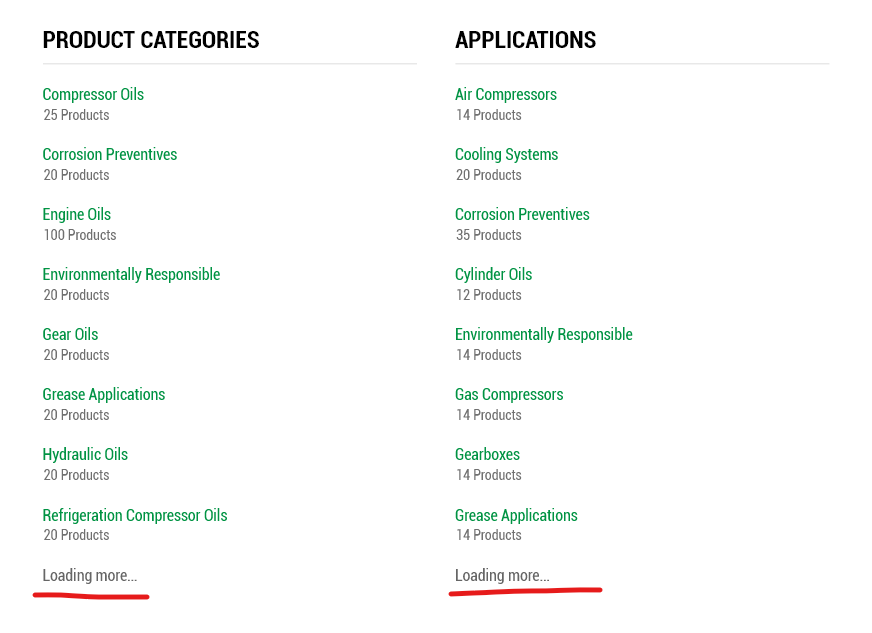 PRODUCT CATEGORIES
Compressor Oils
25 Products
Corrosion Preventives
20 Products
Engine Oils
100 Products
Environmentally Responsible
20 Products
Gear Oils
20 Products
Grease Applications
20 Products
Hydraulic Oils
20 Products
Refrigeration Compressor Oils
20 Products
Loading more...
APPLICATIONS
Air Compressors
14 Products
Cooling Systems
20 Products
Corrosion Preventives
35 Products
Cylinder Oils
12 Products
Environmentally Responsible
14 Products
Gas Compressors
14 Products
Gearboxes
14 Products
Grease Applications
14 Products
Loading more...